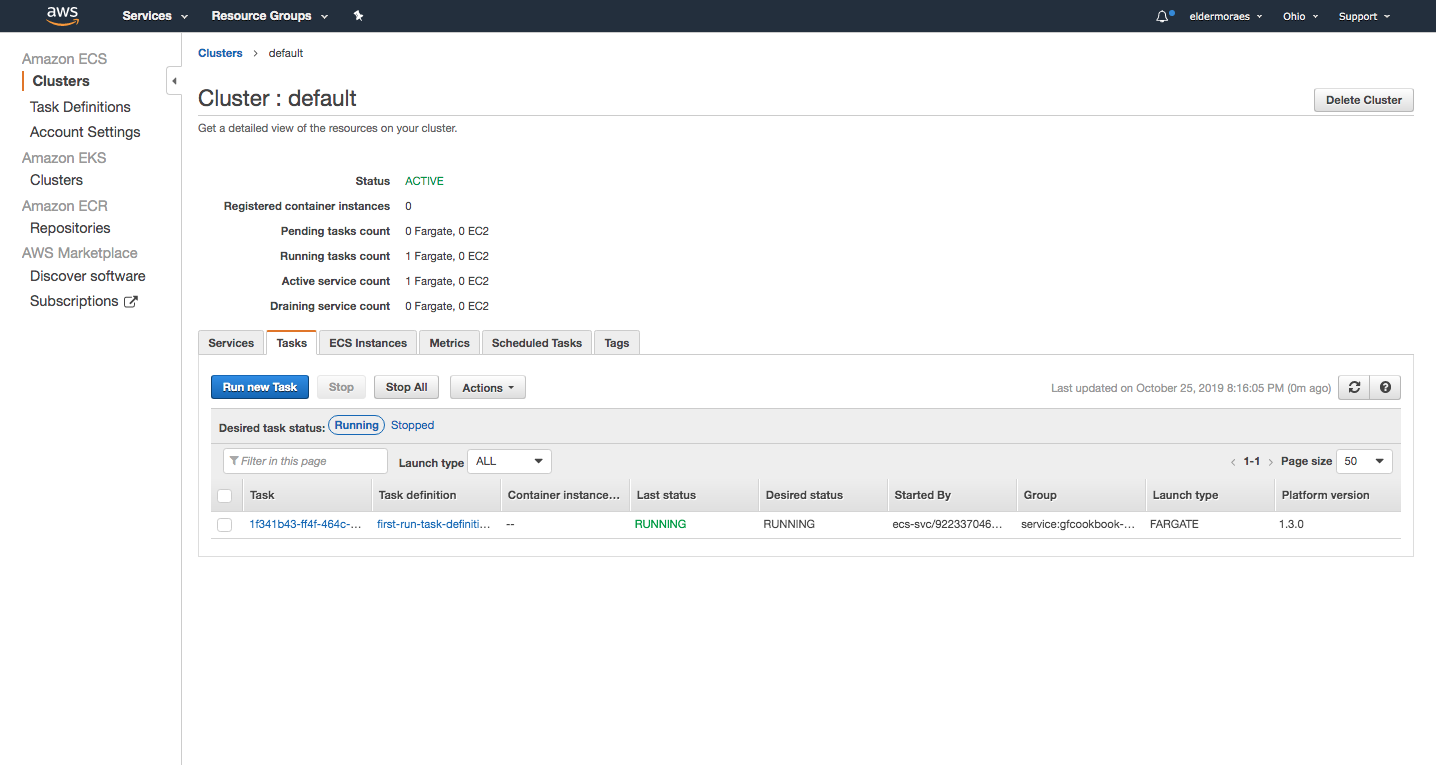 aws Services Resource Groups eldermoraes Ohio Support
Amazon ECS
Clusters
Task Definitions
Account Settings
Amazon EKS
Clusters
Amazon ECR
Repositories
AWS Marketplace
Discover software
Subscriptions
Clusters > default
Cluster : default
Delete Cluster
Get a detailed view of the resources on your cluster.
Status ACTIVE
Registered container instances 0
Pending tasks count 0 Fargate, 0 EC2
Running tasks count 1 Fargate, 0 EC2
Active service count 1 Fargate, 0 EC2
Draining service count 0 Fargate, 0 EC2
Services Tasks ECS Instances Metrics Scheduled Tasks Tags
Run new Task Stop Stop All Actions Last updated on October 25, 2019 8:16:05 PM (0m ago)
Desired task status: Running Stopped
Filter in this page Launch type ALL < 1-1 > Page size 50
Task Task definition Container instance... Last status Desired status Started By Group Launch type Platform version
1f341b43-ff4f-464c-... first-run-task-definiti... -- RUNNING RUNNING ecs-svc/922337046... service:gfcookbook-... FARGATE 1.3.0